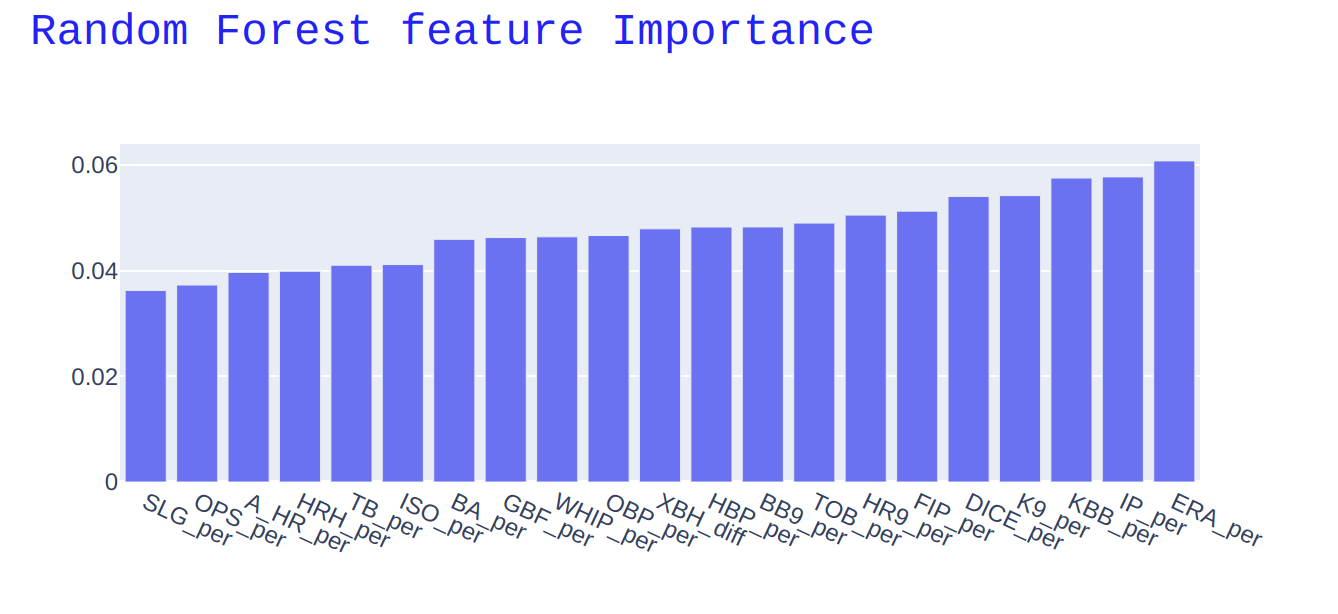 Random Forest feature Importance
0.06
0.04
0.02
0
SLG_per
OPS_per
A_HR_per
HRH_per
TB_per
ISO_per
BA_per
GBF_per
WHIP_per
OBP_per
XBH_diff
HBP_per
BB9_per
TOB_per
HR9_per
FIP_per
DICE_per
K9_per
KBB_per
IP_per
ERA_per